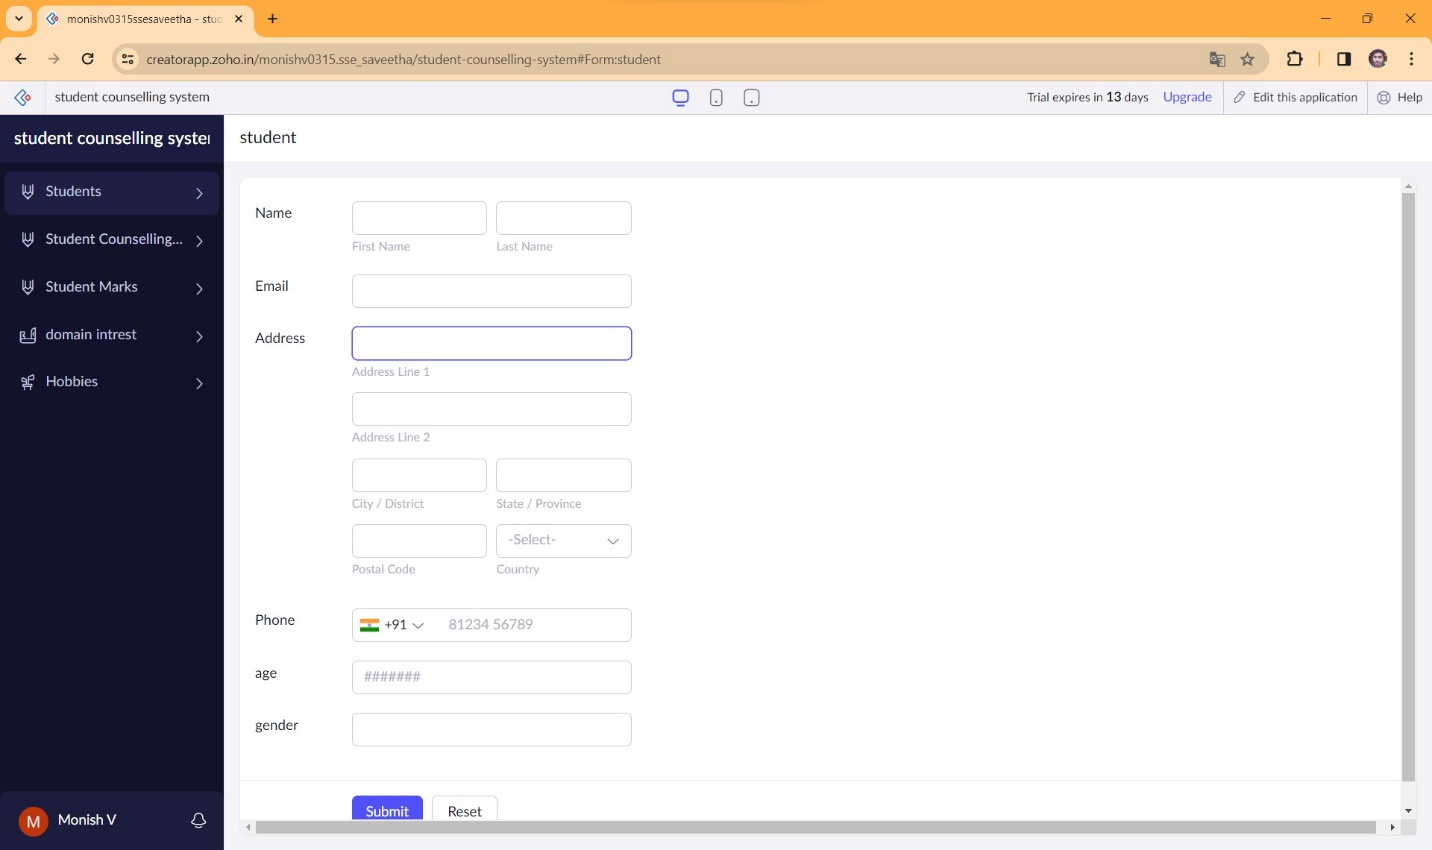 monishv0315ssesaveetha - stuc
creatorapp.zoho.in/monishv0315.sse_saveetha/student-counselling-system#Form:student
student counselling system
Trial expires in 13 days Upgrade Edit this application Help
student counselling syster
student
Students
Student Counselling...
Student Marks
domain intrest
Hobbies
Monish V
M
Name
First Name Last Name
Email
Address
Address Line 1
Address Line 2
City / District State / Province
-Select-
Postal Code Country
Phone +91 81234 56789
age #######
gender
Submit Reset